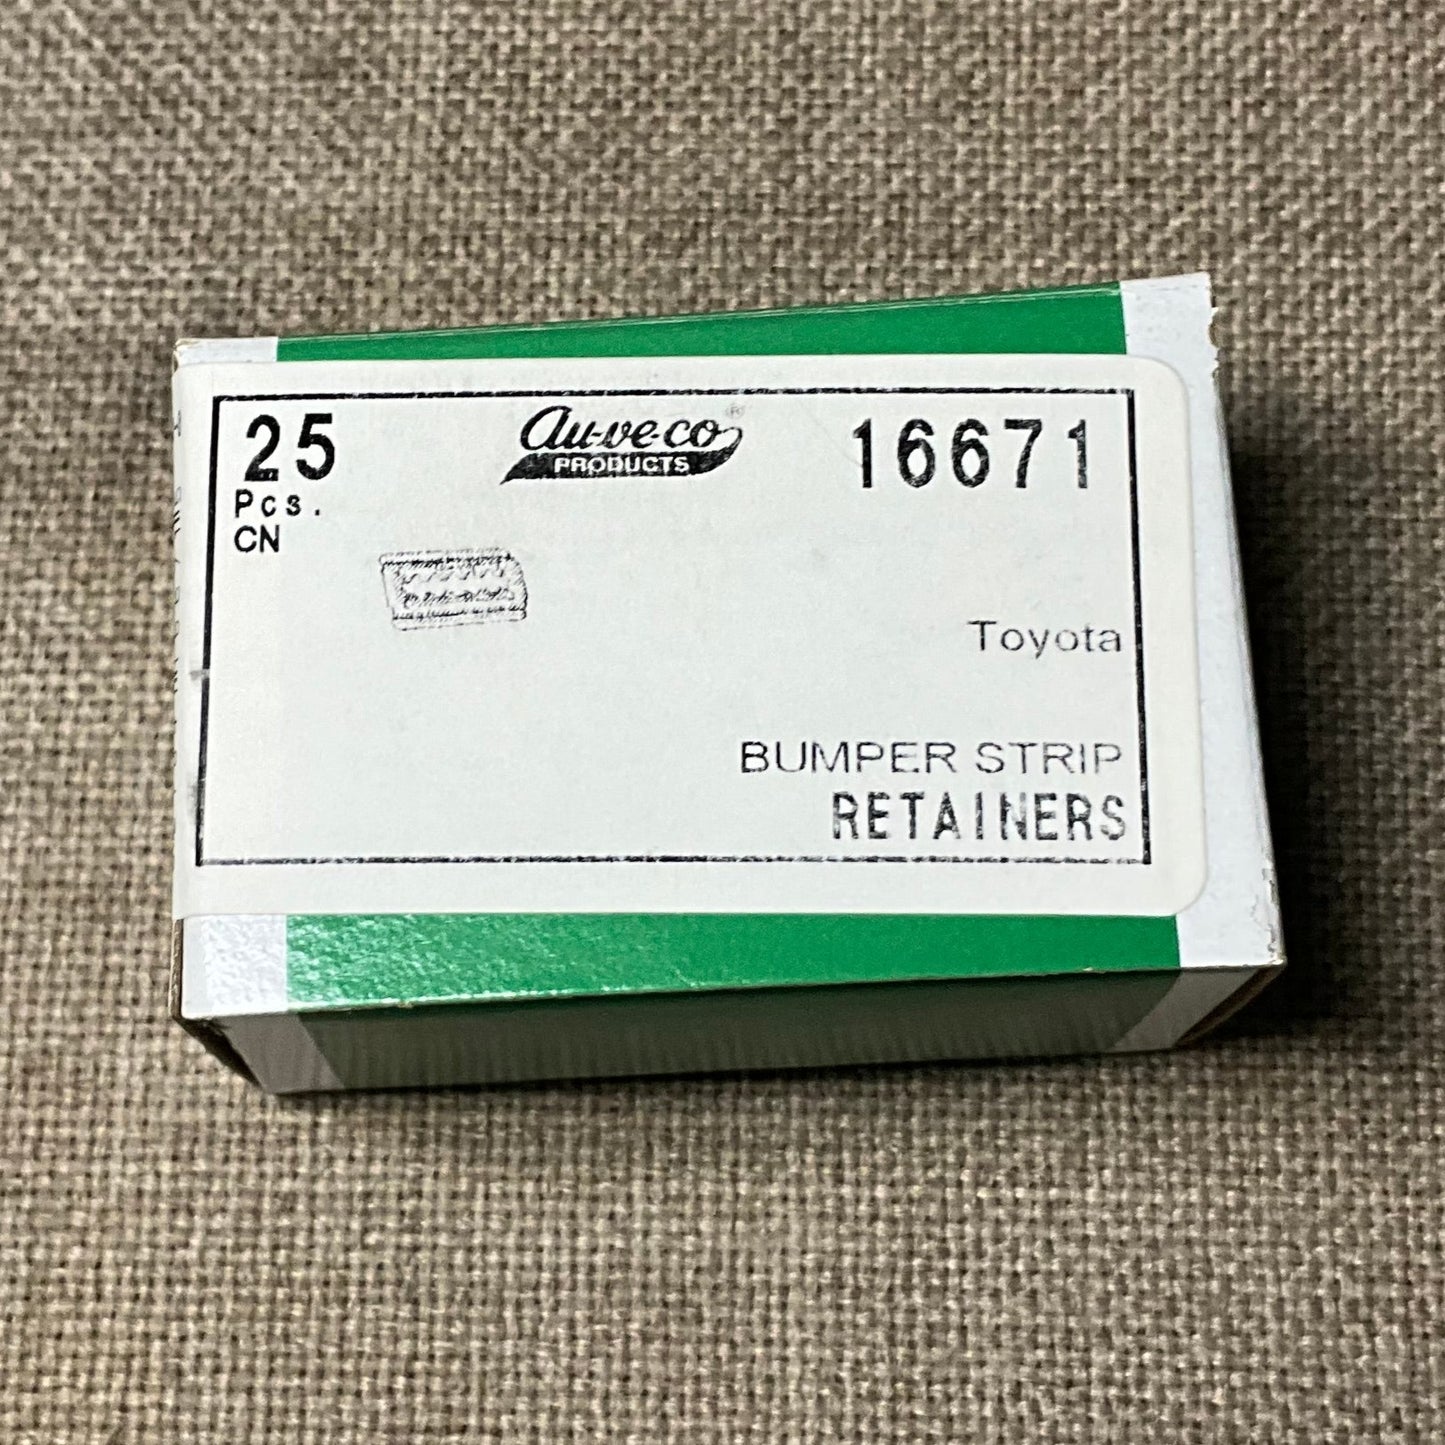 25
Pcs.
CN
Au-ve-co®
PRODUCTS
16671
Toyota
BUMPER STRIP
RETAINERS